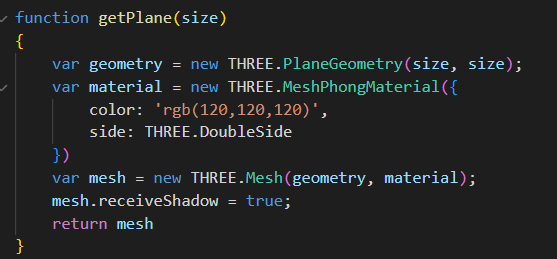 function getPlane(size)
{
    var geometry = new THREE.PlaneGeometry(size, size);
    var material = new THREE.MeshPhongMaterial({
        color: 'rgb(120,120,120)',
        side: THREE.DoubleSide
    })
    var mesh = new THREE.Mesh(geometry, material);
    mesh.receiveShadow = true;
    return mesh
}